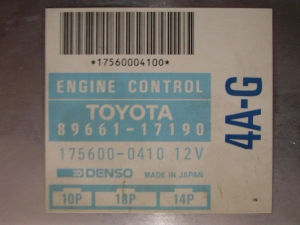 *17560004100*
ENGINE CONTROL
TOYOTA
89661-17190
175600-0410 12V
DENSO MADE IN JAPAN
10P 18P 14P
4A-G